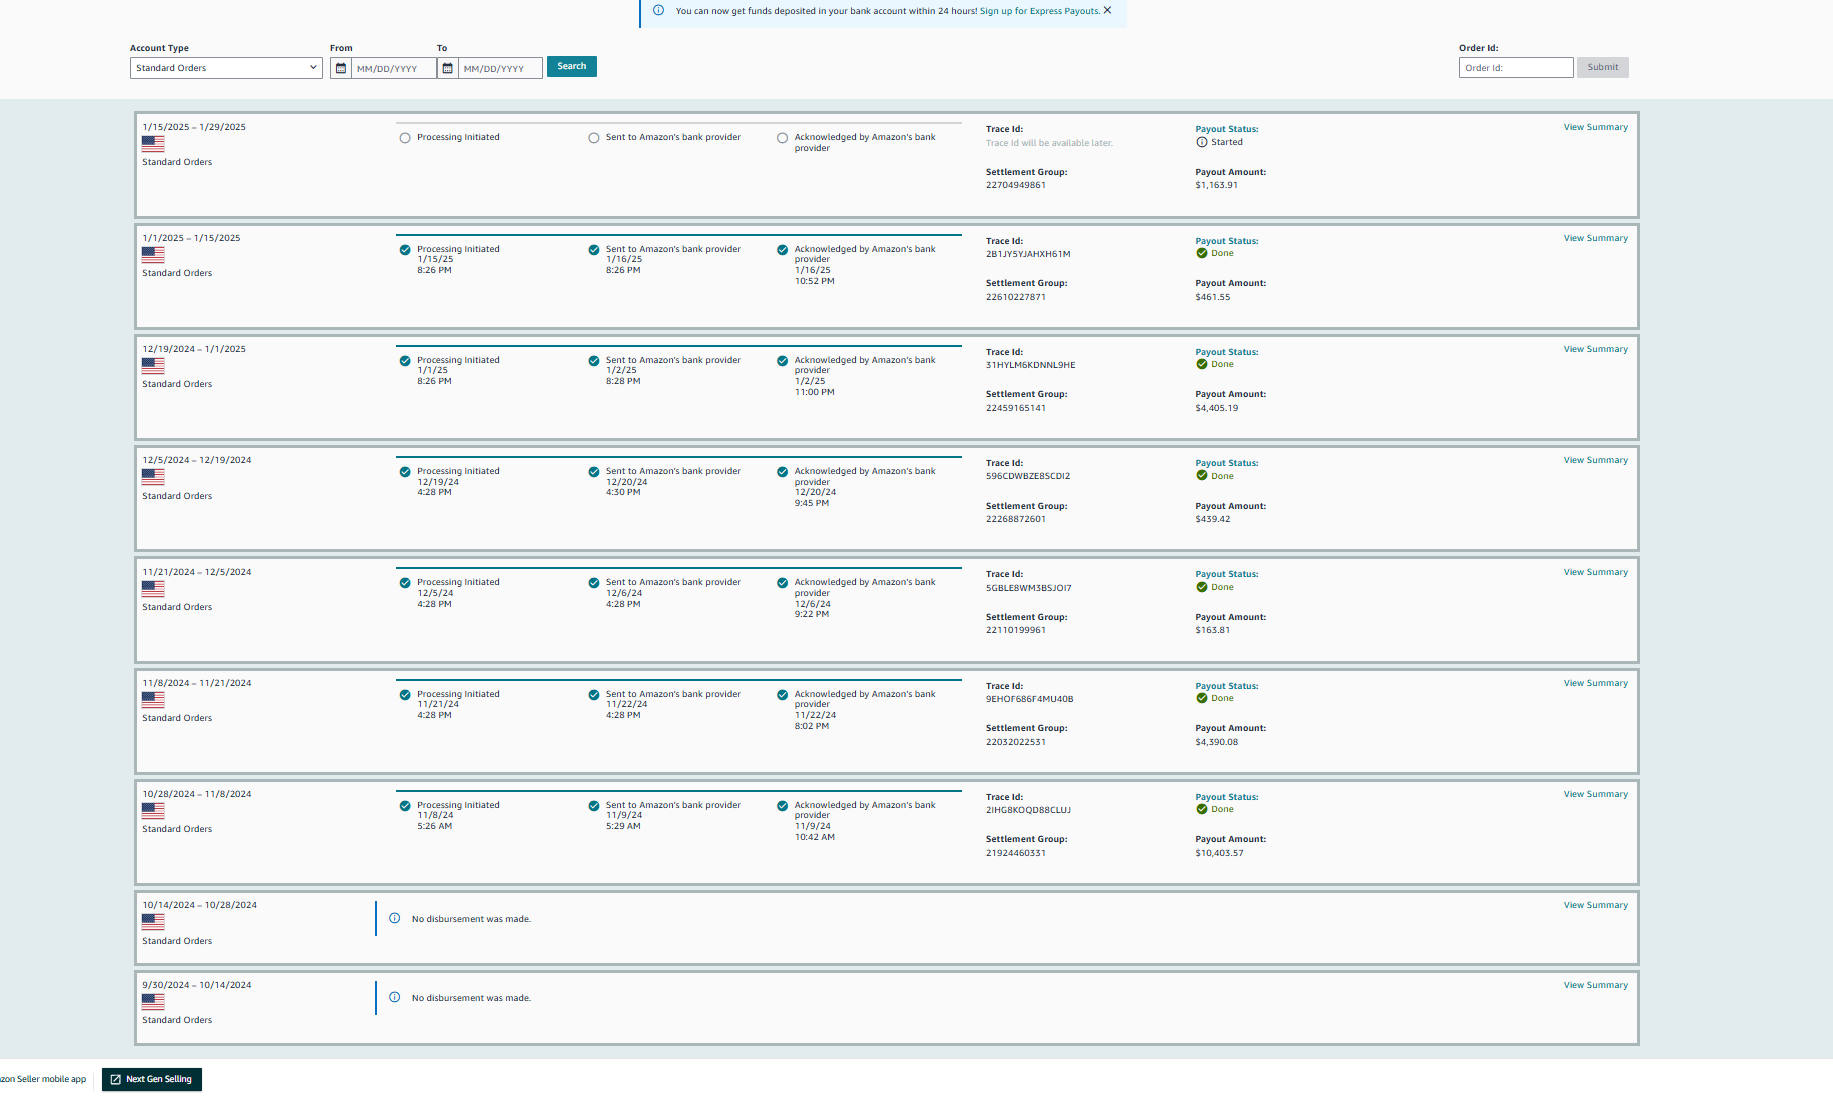 You can now get funds deposited in your bank account within 24 hours! Sign up for Express Payouts.
Account Type
From
To
Order Id:
Standard Orders
MM/DD/YYYY
MM/DD/YYYY
Search
Order Id:
Submit
1/15/2025 – 1/29/2025
Standard Orders
Processing Initiated
Sent to Amazon's bank provider
Acknowledged by Amazon's bank
provider
Trace Id:
Trace Id will be available later.
Settlement Group:
22704949861
Payout Status:
Started
Payout Amount:
$1,163.91
View Summary
1/1/2025 – 1/15/2025
Standard Orders
Processing Initiated
1/15/25
8:26 PM
Sent to Amazon's bank provider
1/16/25
8:26 PM
Acknowledged by Amazon's bank
provider
1/16/25
10:52 PM
Trace Id:
2B1JY5YJAHXH61M
Settlement Group:
22610227871
Payout Status:
Done
Payout Amount:
$461.55
View Summary
12/19/2024 – 1/1/2025
Standard Orders
Processing Initiated
1/1/25
8:26 PM
Sent to Amazon's bank provider
1/2/25
8:28 PM
Acknowledged by Amazon's bank
provider
1/2/25
11:00 PM
Trace Id:
31HYLM6KDNNL9HE
Settlement Group:
22459165141
Payout Status:
Done
Payout Amount:
$4,405.19
View Summary
12/5/2024 – 12/19/2024
Standard Orders
Processing Initiated
12/19/24
4:28 PM
Sent to Amazon's bank provider
12/20/24
4:30 PM
Acknowledged by Amazon's bank
provider
12/20/24
9:45 PM
Trace Id:
596CDWBZE8SCDI2
Settlement Group:
22268872601
Payout Status:
Done
Payout Amount:
$439.42
View Summary
11/21/2024 – 12/5/2024
Standard Orders
Processing Initiated
12/5/24
4:28 PM
Sent to Amazon's bank provider
12/6/24
4:28 PM
Acknowledged by Amazon's bank
provider
12/6/24
9:22 PM
Trace Id:
5GBLE8WM3BSJOI7
Settlement Group:
22110199961
Payout Status:
Done
Payout Amount:
$163.81
View Summary
11/8/2024 – 11/21/2024
Standard Orders
Processing Initiated
11/21/24
4:28 PM
Sent to Amazon's bank provider
11/22/24
4:28 PM
Acknowledged by Amazon's bank
provider
11/22/24
8:02 PM
Trace Id:
9EHOF686F4MU40B
Settlement Group:
22032022531
Payout Status:
Done
Payout Amount:
$4,390.08
View Summary
10/28/2024 – 11/8/2024
Standard Orders
Processing Initiated
11/8/24
5:26 AM
Sent to Amazon's bank provider
11/9/24
5:29 AM
Acknowledged by Amazon's bank
provider
11/9/24
10:42 AM
Trace Id:
2IHG8KOQD88CLUJ
Settlement Group:
21924460331
Payout Status:
Done
Payout Amount:
$10,403.57
View Summary
10/14/2024 – 10/28/2024
Standard Orders
No disbursement was made.
View Summary
9/30/2024 – 10/14/2024
Standard Orders
No disbursement was made.
View Summary
zon Seller mobile app
Next Gen Selling